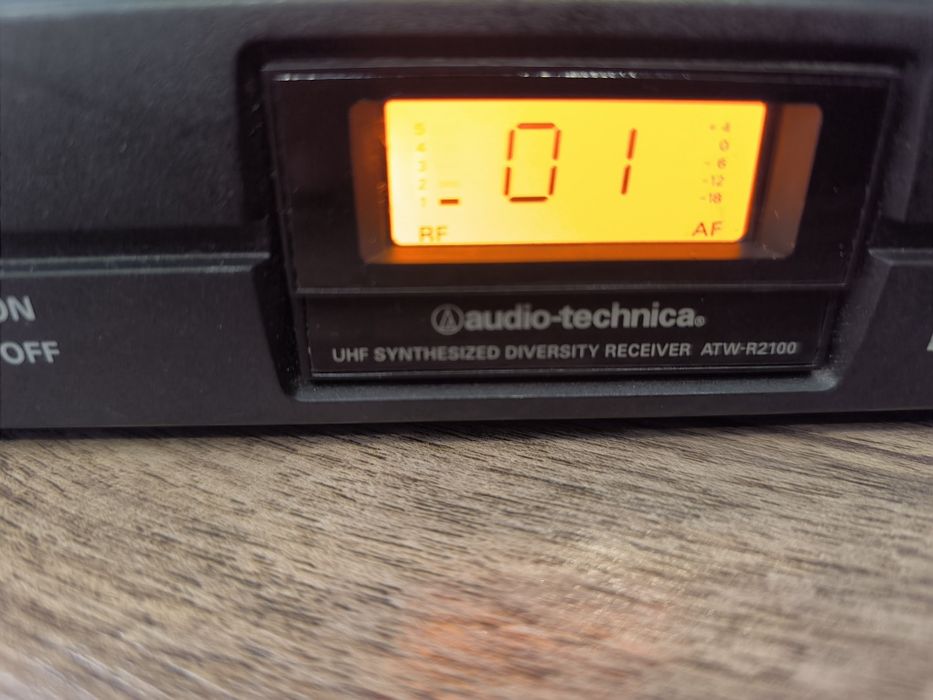 5
4
3
2
1
RF
01
+4
0
-6
-12
-18
AF
ON
OFF
audio-technica®
UHF SYNTHESIZED DIVERSITY RECEIVER ATW-R2100